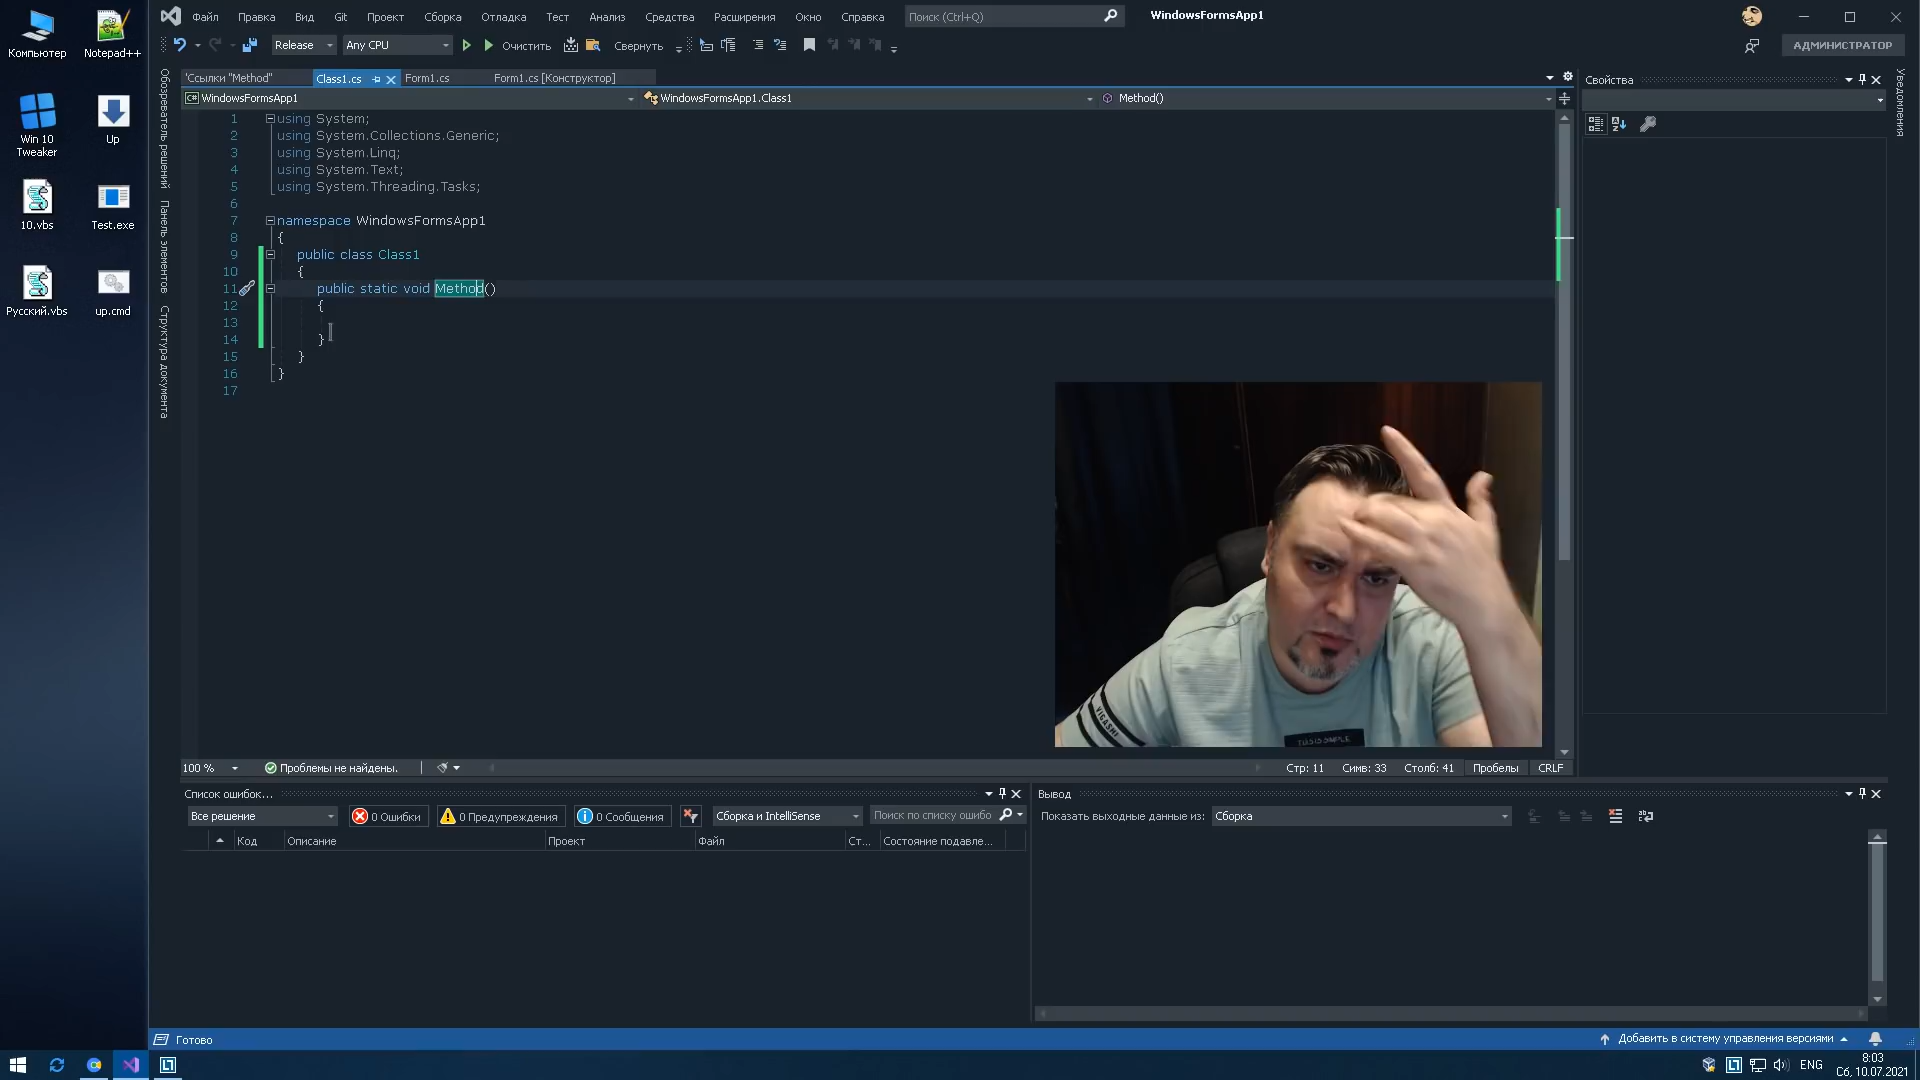 Компьютер
Notepad++
Win 10
Tweaker
Up
10.vbs
Test.exe
Русский.vbs
up.cmd
Файл
Правка
Вид
Git
Проект
Сборка
Отладка
Тест
Анализ
Средства
Расширения
Окно
Справка
Поиск (Ctrl+Q)
WindowsFormsApp1
Release
Any CPU
Очистить
Свернуть
АДМИНИСТРАТОР
Обозреватель решений
Панель элементов
Структура документа
'Ссылки "Method"
Class1.cs
Form1.cs
Form1.cs [Конструктор]
C# WindowsFormsApp1
WindowsFormsApp1.Class1
Method()
1 using System;
2 using System.Collections.Generic;
3 using System.Linq;
4 using System.Text;
5 using System.Threading.Tasks;
6
7 namespace WindowsFormsApp1
8 {
9 public class Class1
10 {
11 public static void Method()
12 {
13
14 }
15 }
16 }
17
VIGASHI
Свойства
Уведомления
100 %
Проблемы не найдены.
Стр: 11
Симв: 33
Столб: 41
Пробелы
CRLF
Список ошибок...
Все решение
0 Ошибки
0 Предупреждения
0 Сообщения
Сборка и IntelliSense
Поиск по списку ошибо
Код
Описание
Проект
Файл
Ст...
Состояние подавле...
Вывод
Показать выходные данные из:
Сборка
Готово
Добавить в систему управления версиями
ENG
8:03
Сб, 10.07.2021